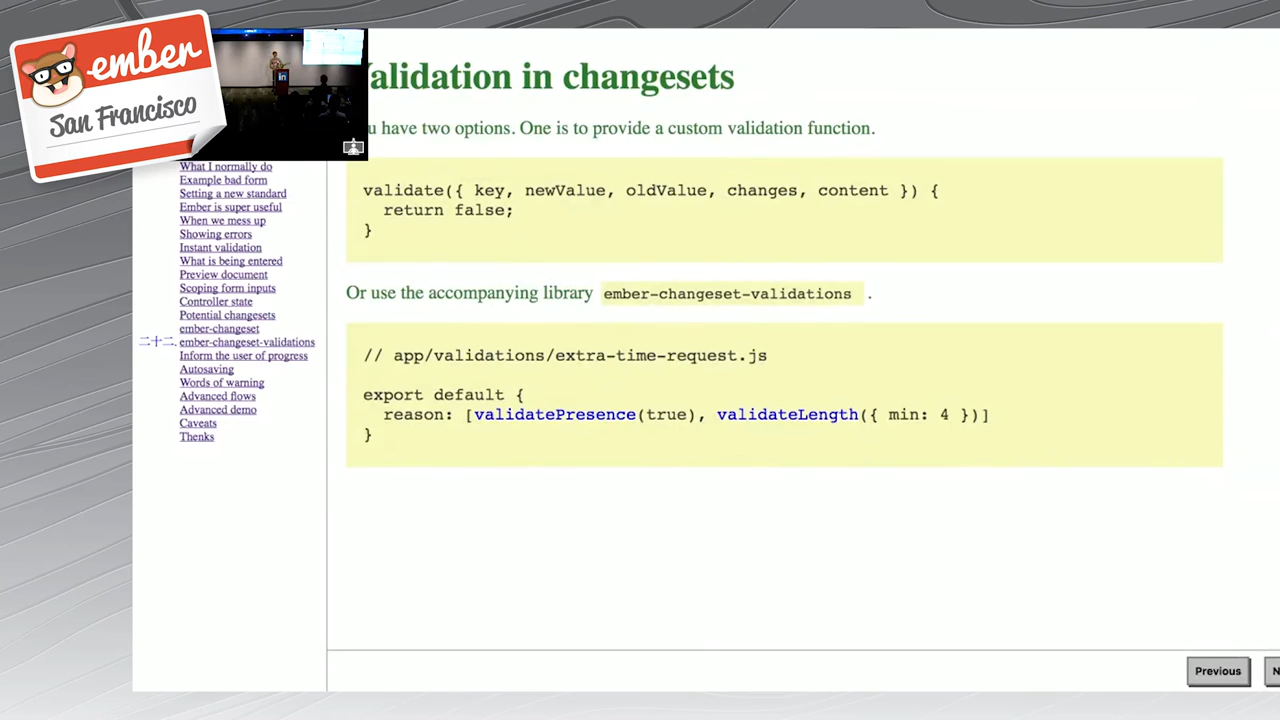 ember
San Francisco
in
alidation in changesets
u have two options. One is to provide a custom validation function.
validate({ key, newValue, oldValue, changes, content }) {
return false;
}
Or use the accompanying library ember-changeset-validations .
// app/validations/extra-time-request.js
export default {
reason: [validatePresence(true), validateLength({ min: 4 })]
}
What I normally do
Example bad form
Setting a new standard
Ember is super useful
When we mess up
Showing errors
Instant validation
What is being entered
Preview document
Scoping form inputs
Controller state
Potential changesets
ember-changeset
二十二. ember-changeset-validations
Inform the user of progress
Autosaving
Words of warning
Advanced flows
Advanced demo
Caveats
Thenks
Previous
N